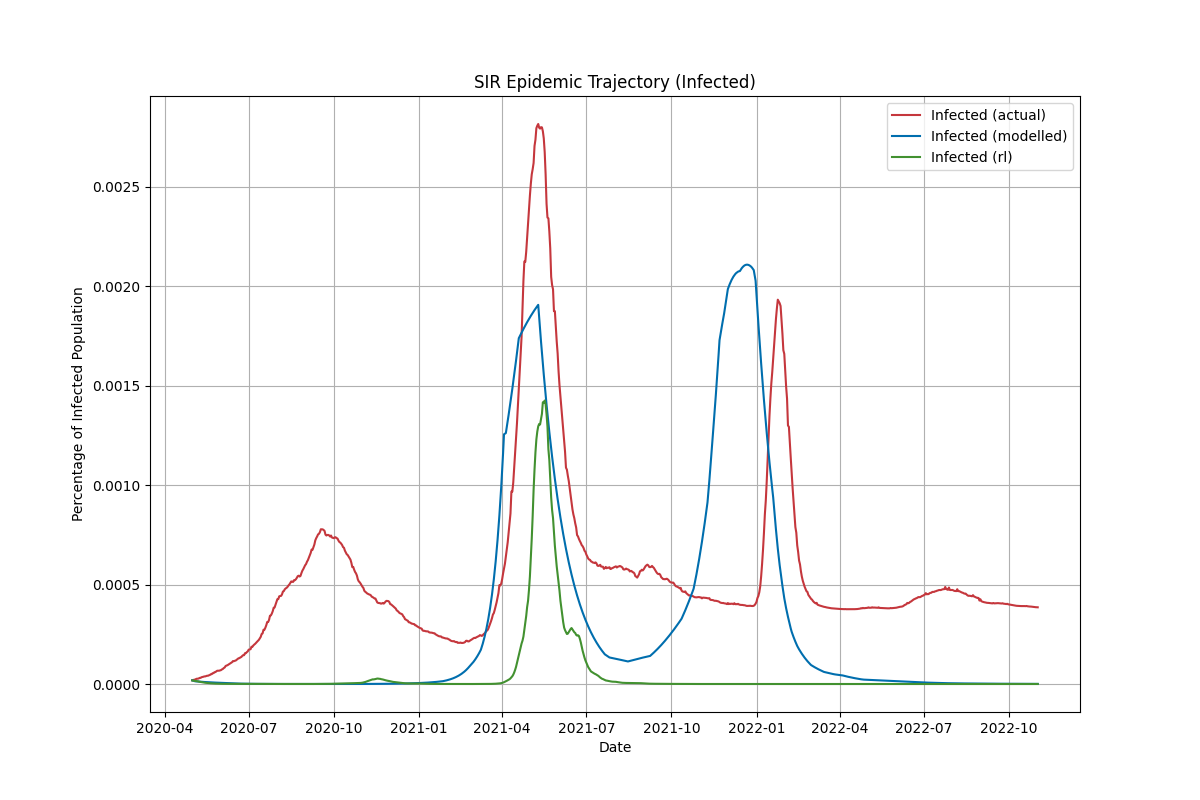 SIR Epidemic Trajectory (Infected)
Infected (actual)
Infected (modelled)
Infected (rl)
Percentage of Infected Population
0.0025
0.0020
0.0015
0.0010
0.0005
0.0000
2020-04 2020-07 2020-10 2021-01 2021-04 2021-07 2021-10 2022-01 2022-04 2022-07 2022-10
Date